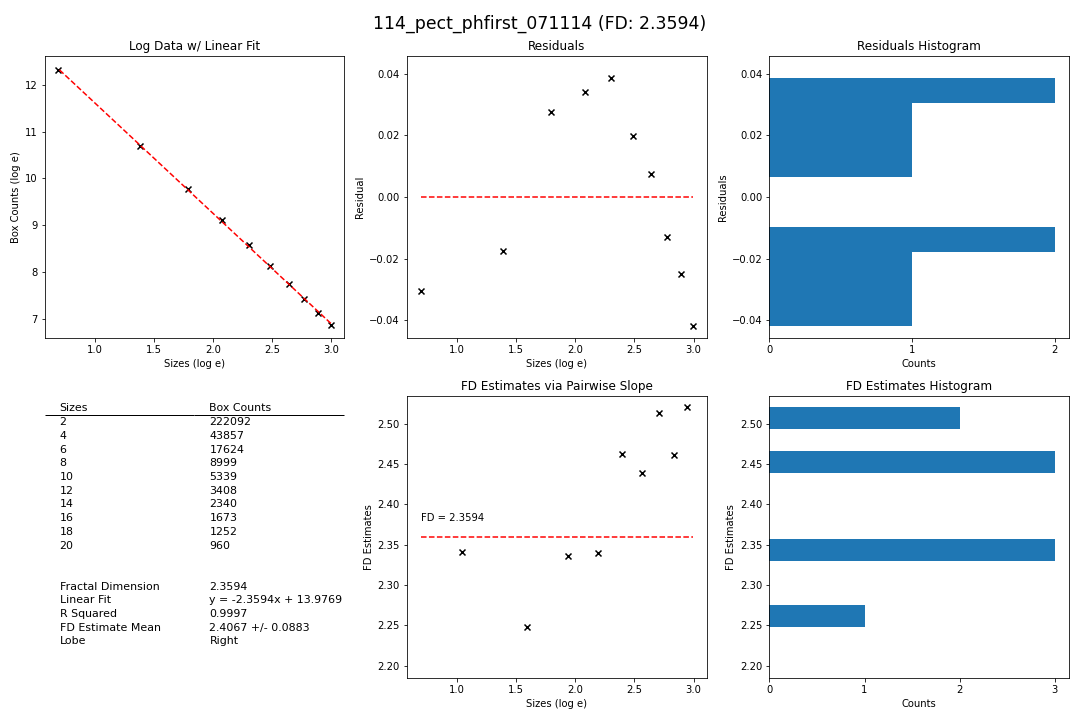 114_pect_phfirst_071114 (FD: 2.3594)
Log Data w/ Linear Fit
12
11
10
9
8
7
Box Counts (log e)
1.0 1.5 2.0 2.5 3.0
Sizes (log e)
Residuals
0.04
0.02
0.00
−0.02
−0.04
Residual
1.0 1.5 2.0 2.5 3.0
Sizes (log e)
Residuals Histogram
0.04
0.02
0.00
−0.02
−0.04
Residuals
0 1 2
Counts
Sizes Box Counts
2 222092
4 43857
6 17624
8 8999
10 5339
12 3408
14 2340
16 1673
18 1252
20 960
Fractal Dimension 2.3594
Linear Fit y = -2.3594x + 13.9769
R Squared 0.9997
FD Estimate Mean 2.4067 +/- 0.0883
Lobe Right
FD Estimates via Pairwise Slope
2.50
2.45
2.40
2.35
2.30
2.25
2.20
FD Estimates
FD = 2.3594
1.0 1.5 2.0 2.5 3.0
Sizes (log e)
FD Estimates Histogram
2.50
2.45
2.40
2.35
2.30
2.25
2.20
FD Estimates
0 1 2 3
Counts